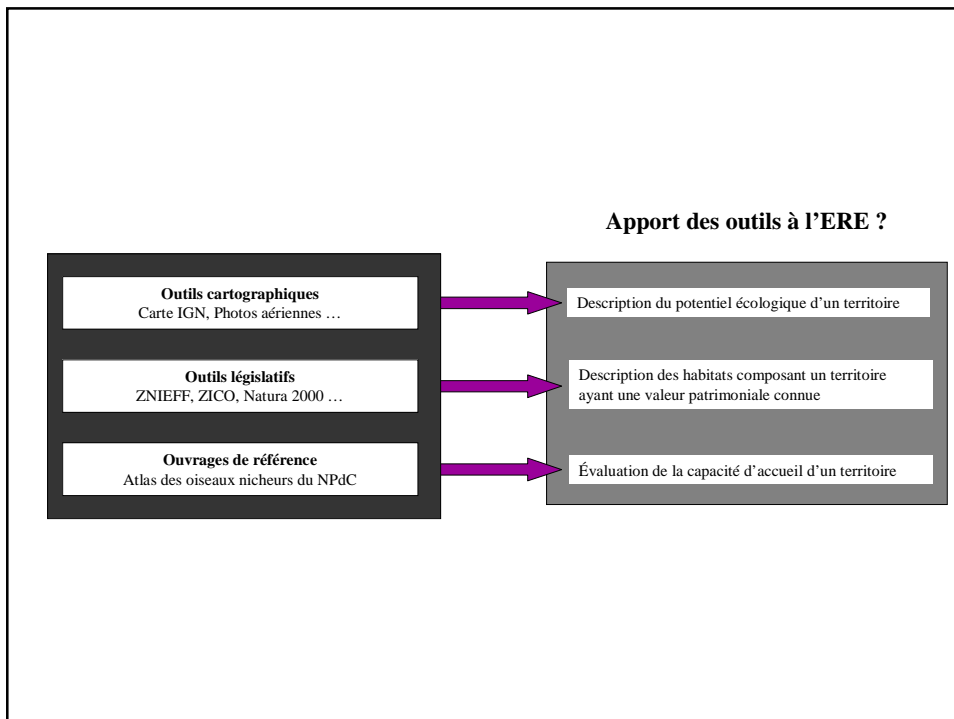 Apport des outils à l’ERE ?
Outils cartographiques
Carte IGN, Photos aériennes …
Description du potentiel écologique d’un territoire
Outils législatifs
ZNIEFF, ZICO, Natura 2000 …
Description des habitats composant un territoire
ayant une valeur patrimoniale connue
Ouvrages de référence
Atlas des oiseaux nicheurs du NPdC
Évaluation de la capacité d’accueil d’un territoire